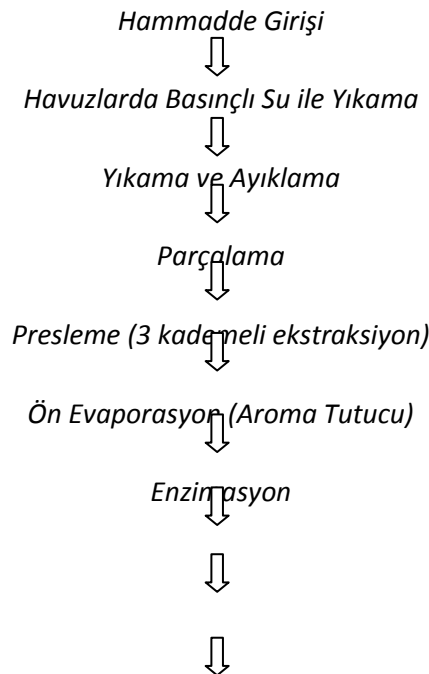 Hammadde Girişi
Havuzlarda Basınçlı Su ile Yıkama
Yıkama ve Ayıklama
Parçalama
Presleme (3 kademeli ekstraksiyon)
Ön Evaporasyon (Aroma Tutucu)
Enzimasyon